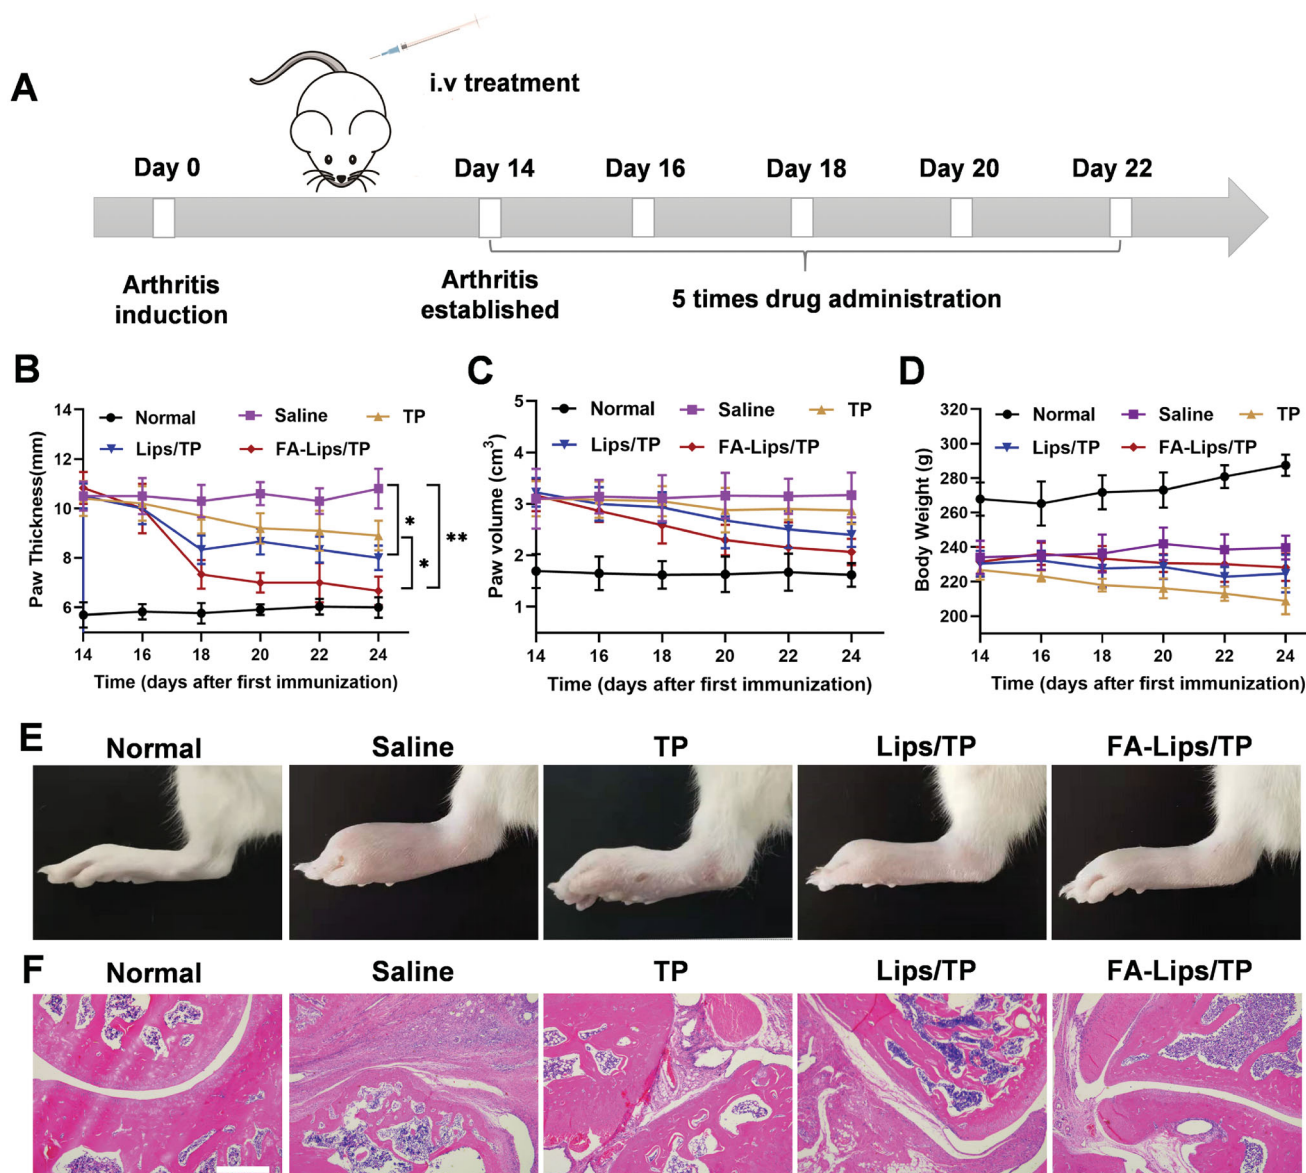 A
i.v treatment
Day 0
Day 14
Day 16
Day 18
Day 20
Day 22
Arthritis
induction
Arthritis
established
5 times drug administration
B
Paw Thickness(mm)
14
12
10
8
6
Normal
Saline
TP
Lips/TP
FA-Lips/TP
*
*
**
14 16 18 20 22 24
Time (days after first immunization)
C
Paw volume (cm³)
5
4
3
2
1
Normal
Saline
TP
Lips/TP
FA-Lips/TP
14 16 18 20 22 24
Time (days after first immunization)
D
Body Weight (g)
320
300
280
260
240
220
200
Normal
Saline
TP
Lips/TP
FA-Lips/TP
14 16 18 20 22 24
Time (days after first immunization)
E
Normal
Saline
TP
Lips/TP
FA-Lips/TP
F
Normal
Saline
TP
Lips/TP
FA-Lips/TP